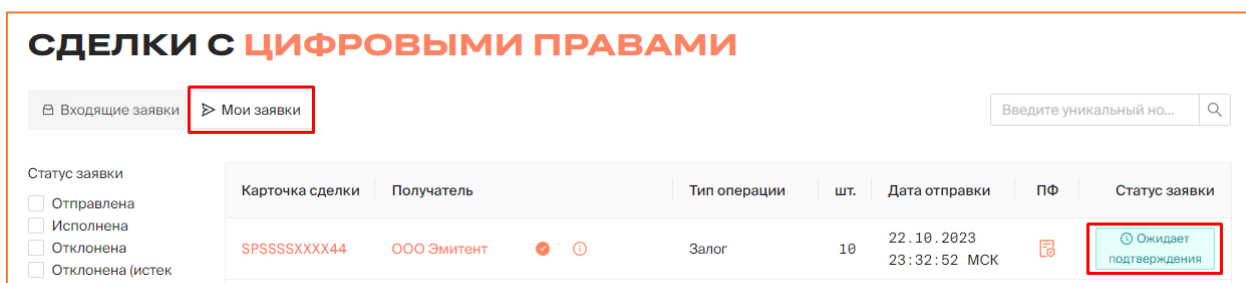 СДЕЛКИ С ЦИФРОВЫМИ ПРАВАМИ
Входящие заявки Мои заявки Введите уникальный но...
Статус заявки
Отправлена
Исполнена
Отклонена
Отклонена (истек
Карточка сделки Получатель Тип операции шт. Дата отправки ПФ Статус заявки
SPSSSSXXXX44 ООО Эмитент Залог 10 22.10.2023 Ожидает
23:32:52 МСК подтверждения